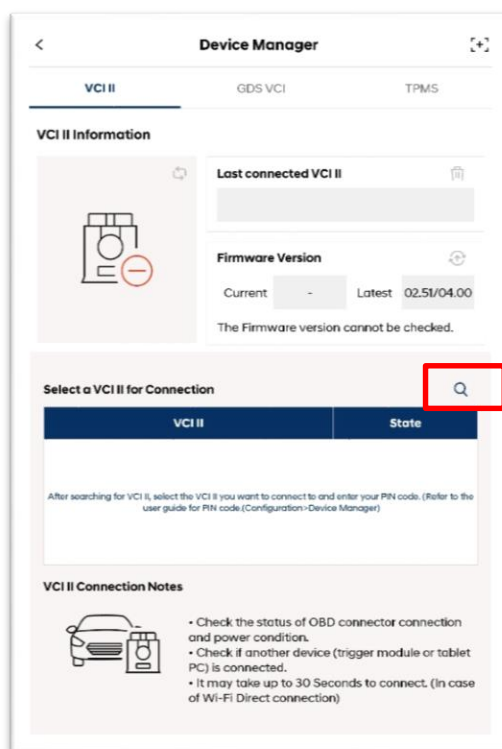 Device Manager
VCI II
GDS VCI
TPMS
VCI II Information
Last connected VCI II
Firmware Version
Current - Latest 02.51/04.00
The Firmware version cannot be checked.
Select a VCI II for Connection
VCI II
State
After searching for VCI II, select the VCI II you want to connect to and enter your PIN code. (Refer to the
user guide for PIN code.(Configuration>Device Manager)
VCI II Connection Notes
• Check the status of OBD connector connection
and power condition.
• Check if another device (trigger module or tablet
PC) is connected.
• It may take up to 30 Seconds to connect. (In case
of Wi-Fi Direct connection)